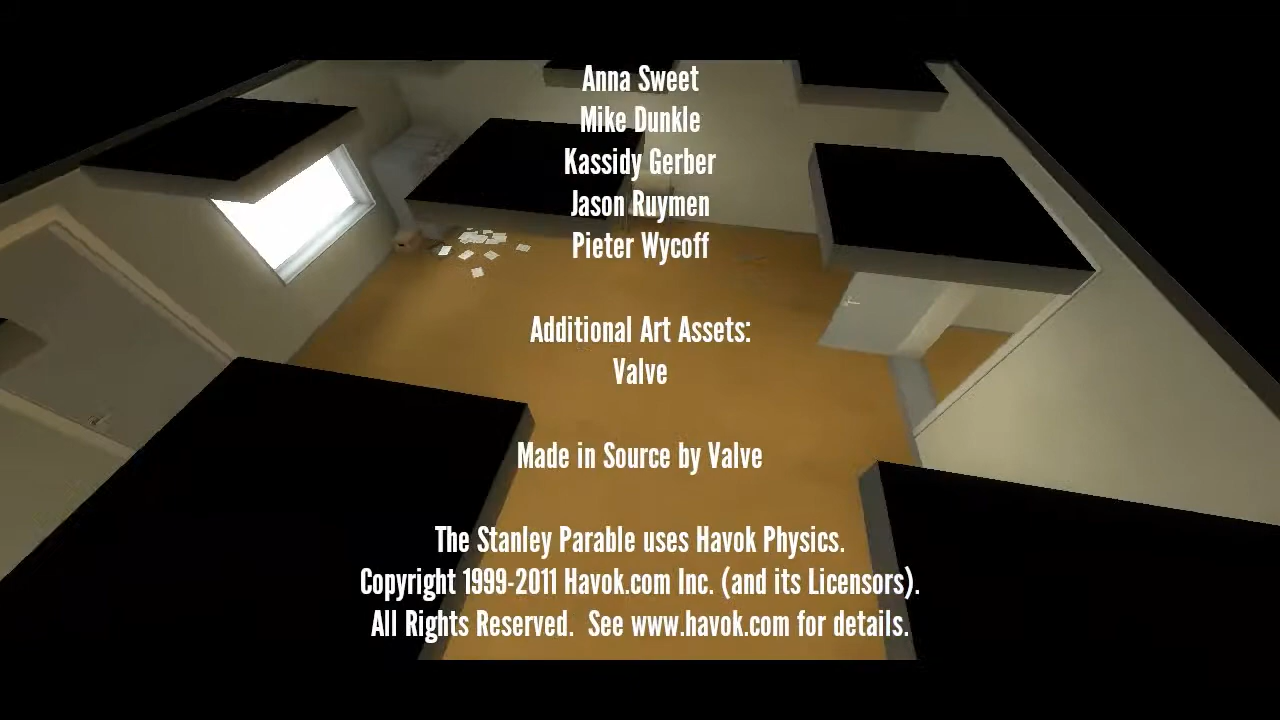 Anna Sweet
Mike Dunkle
Kassidy Gerber
Jason Ruymen
Pieter Wycoff
Additional Art Assets:
Valve
Made in Source by Valve
The Stanley Parable uses Havok Physics.
Copyright 1999-2011 Havok.com Inc. (and its Licensors).
All Rights Reserved.  See www.havok.com for details.